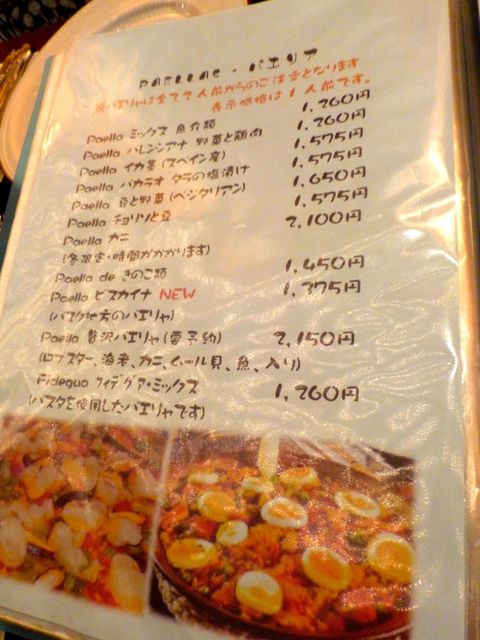 PAELLAS・パエリア
※パエリャは全て2人前からのご注文となります
表示価格は1人前です。
Paella ミックス 魚介類 1,260円
Paella バレンシアナ 野菜と鶏肉 1,260円
Paella イカ墨(スペイン産) 1,575円
Paella バカラオ タラの塩漬け 1,575円
Paella 豆と野菜(ベジタリアン) 1,650円
Paella チョリソと豆 1,575円
Paella カニ 2,100円
(冬限定・時間がかかります)
Paella de きのこ類 1,450円
Paella ビスカイナ NEW 1,375円
(バスク地方のパエリャ)
Paella 贅沢パエリャ(要予約) 2,150円
(ロブスター、海老、カニ、ムール貝、魚、入り)
Fidegua フィデグア・ミックス 1,260円
(パスタを使用したパエリャです)